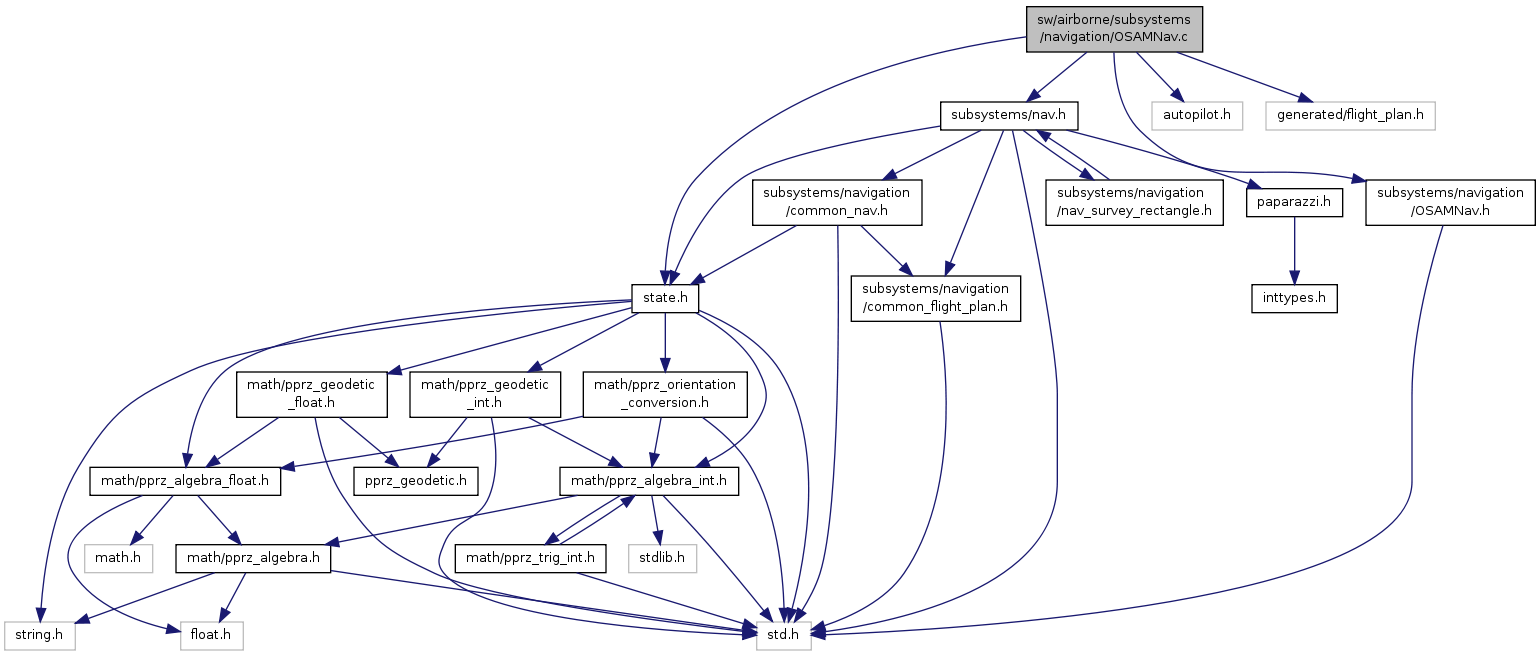 sw/airborne/subsystems
/navigation/OSAMNav.c
subsystems/nav.h
autopilot.h
generated/flight_plan.h
subsystems/navigation
/common_nav.h
subsystems/navigation
/nav_survey_rectangle.h
paparazzi.h
subsystems/navigation
/OSAMNav.h
state.h
subsystems/navigation
/common_flight_plan.h
inttypes.h
math/pprz_geodetic
_float.h
math/pprz_geodetic
_int.h
math/pprz_orientation
_conversion.h
math/pprz_algebra_float.h
pprz_geodetic.h
math/pprz_algebra_int.h
math.h
math/pprz_algebra.h
math/pprz_trig_int.h
stdlib.h
string.h
float.h
std.h